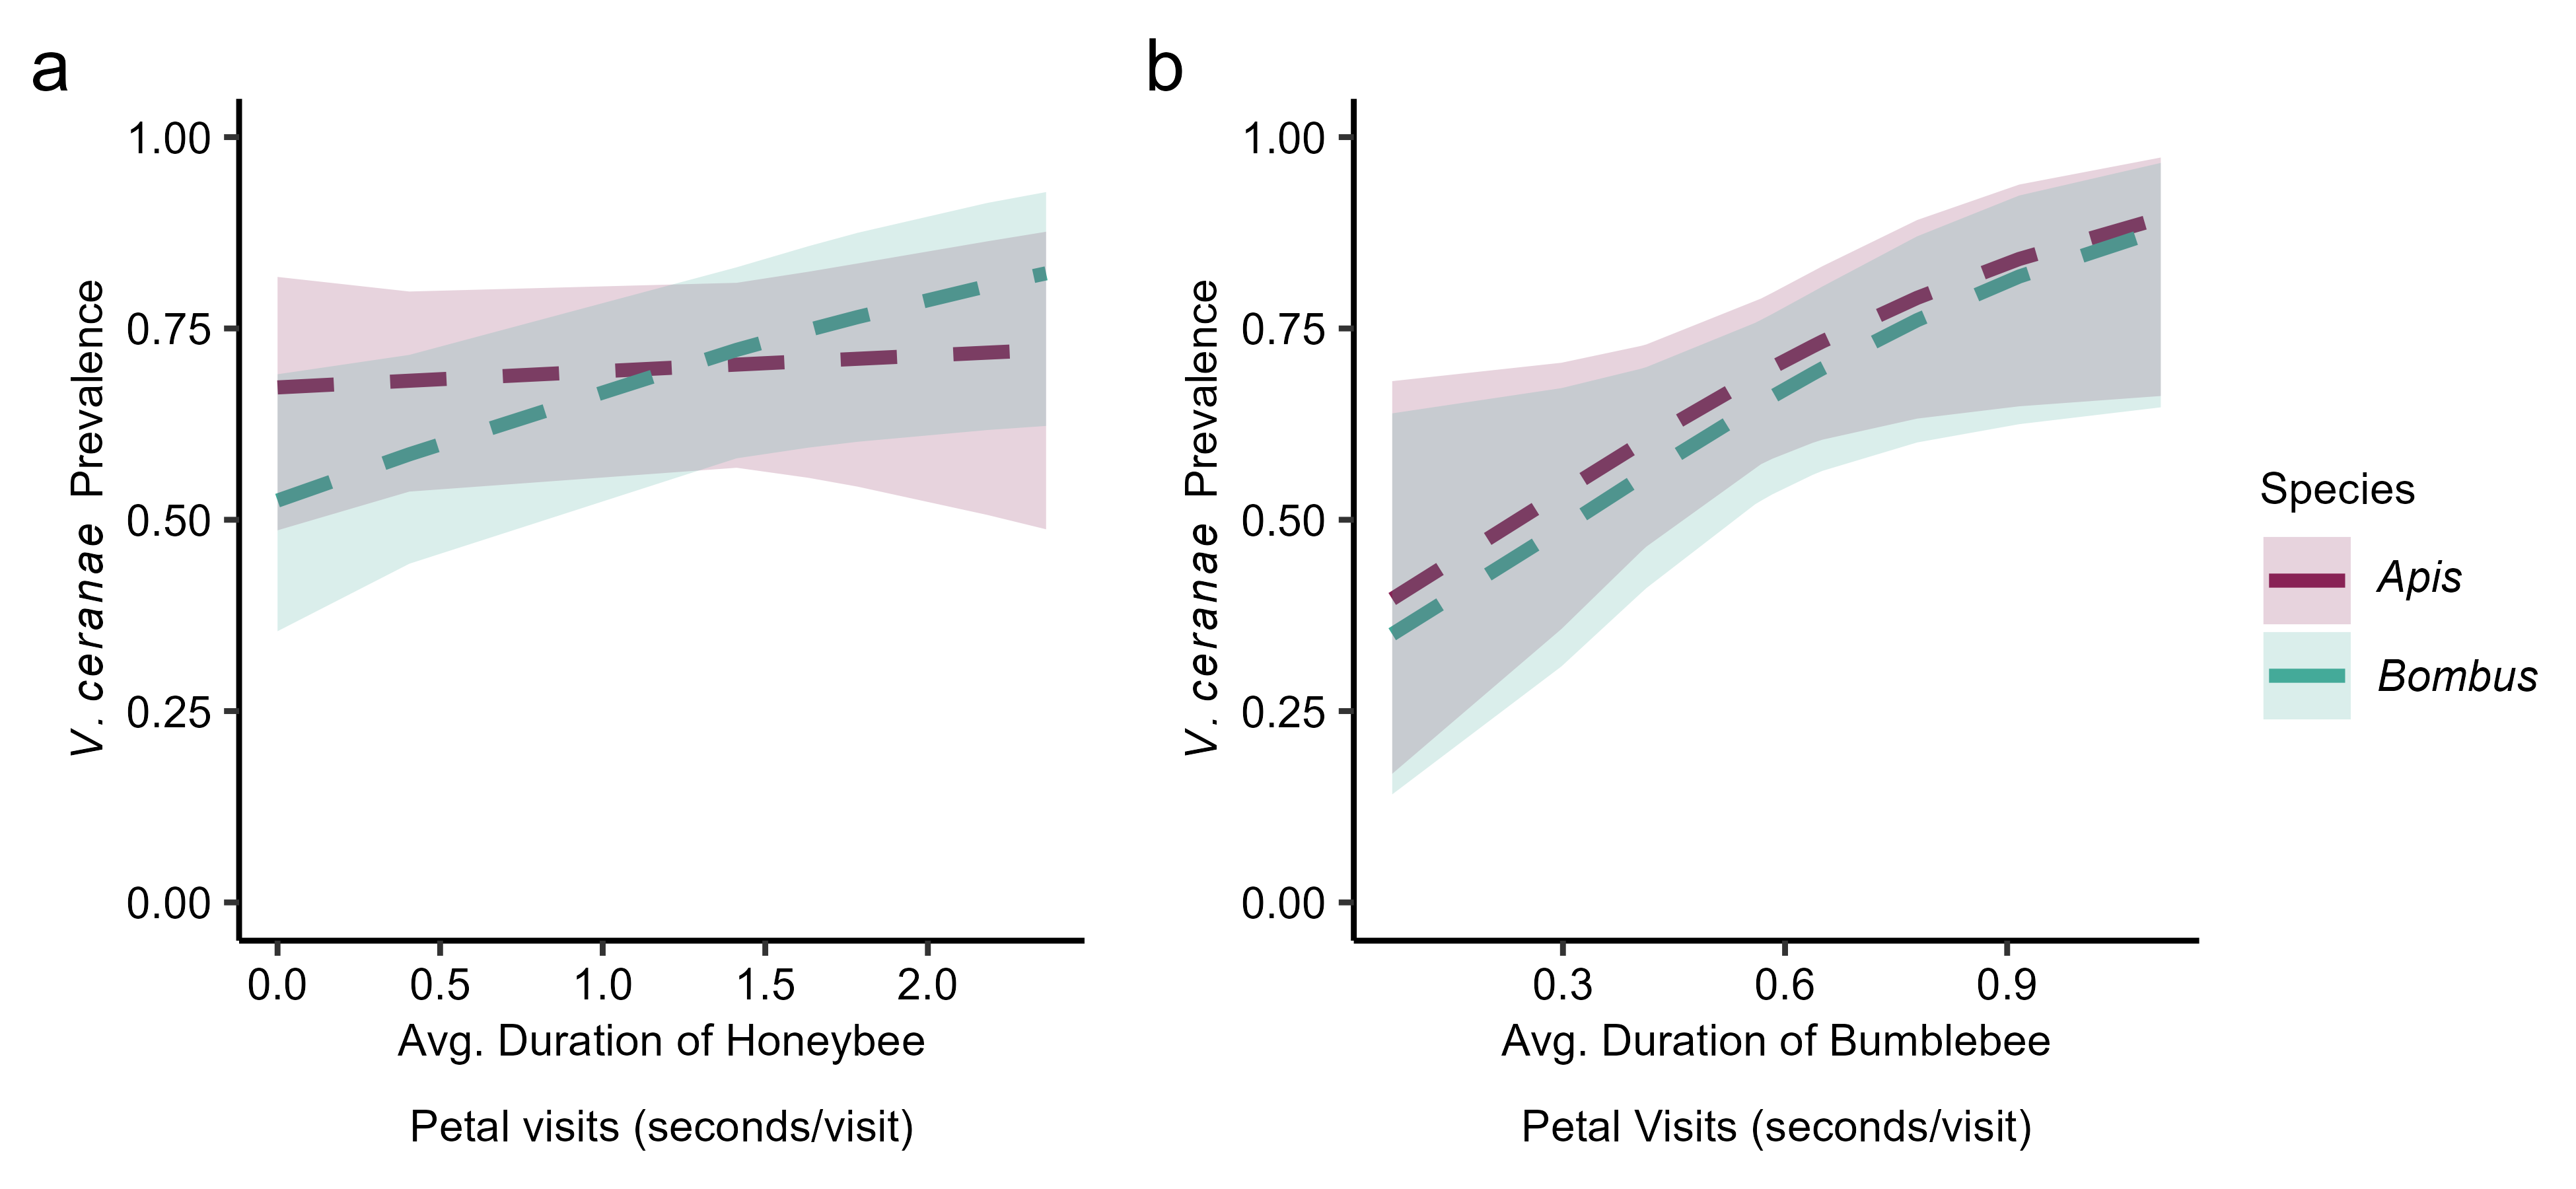 a
V. ceranae Prevalence
1.00
0.75
0.50
0.25
0.00
0.0 0.5 1.0 1.5 2.0
Avg. Duration of Honeybee
Petal visits (seconds/visit)
b
V. ceranae Prevalence
1.00
0.75
0.50
0.25
0.00
0.3 0.6 0.9
Avg. Duration of Bumblebee
Petal Visits (seconds/visit)
Species
Apis
Bombus